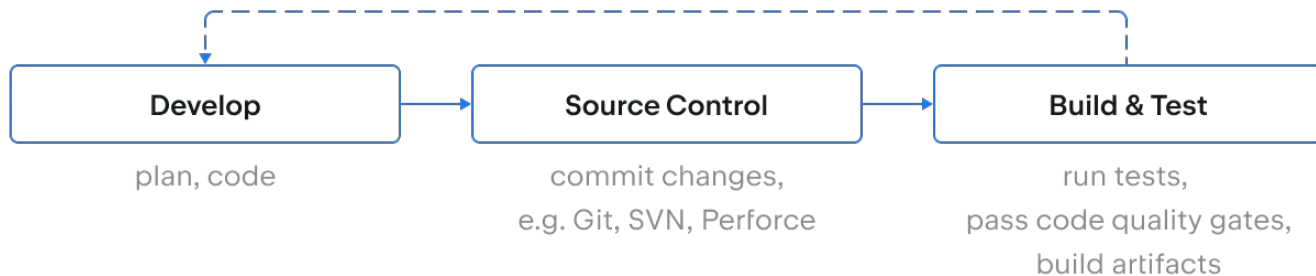 Develop
plan, code
Source Control
commit changes,
e.g. Git, SVN, Perforce
Build & Test
run tests,
pass code quality gates,
build artifacts